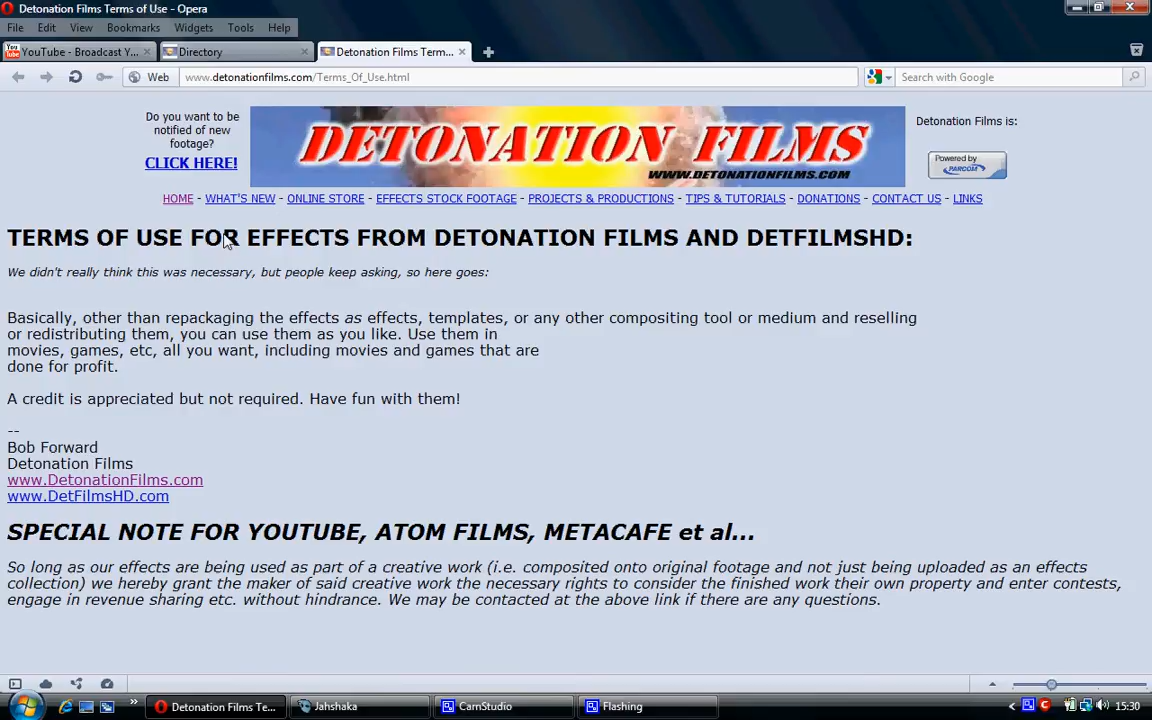 Detonation Films Terms of Use - Opera
File Edit View Bookmarks Widgets Tools Help
You Tube YouTube - Broadcast Y... Directory Detonation Films Term...
Web www.detonationfilms.com/Terms_Of_Use.html Search with Google
Do you want to be
notified of new
footage?
CLICK HERE!
DETONATION FILMS
WWW.DETONATIONFILMS.COM
Detonation Films is:
Powered by
PARCOM
HOME - WHAT'S NEW - ONLINE STORE - EFFECTS STOCK FOOTAGE - PROJECTS & PRODUCTIONS - TIPS & TUTORIALS - DONATIONS - CONTACT US - LINKS
TERMS OF USE FOR EFFECTS FROM DETONATION FILMS AND DETFILMSHD:
We didn't really think this was necessary, but people keep asking, so here goes:
Basically, other than repackaging the effects as effects, templates, or any other compositing tool or medium and reselling
or redistributing them, you can use them as you like. Use them in
movies, games, etc, all you want, including movies and games that are
done for profit.
A credit is appreciated but not required. Have fun with them!
--
Bob Forward
Detonation Films
www.DetonationFilms.com
www.DetFilmsHD.com
SPECIAL NOTE FOR YOUTUBE, ATOM FILMS, METACAFE et al...
So long as our effects are being used as part of a creative work (i.e. composited onto original footage and not just being uploaded as an effects
collection) we hereby grant the maker of said creative work the necessary rights to consider the finished work their own property and enter contests,
engage in revenue sharing etc. without hindrance. We may be contacted at the above link if there are any questions.
Detonation Films Te... Jahshaka CamStudio Flashing 15:30